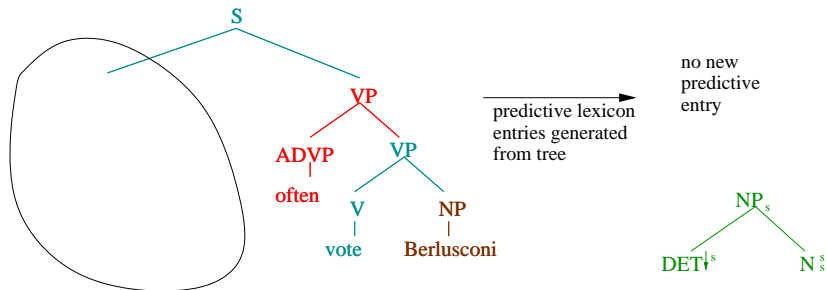 S
VP
ADVP VP
often
V NP
vote Berlusconi
predictive lexicon
entries generated
from tree
no new
predictive
entry
NPs
DET↓s Nss